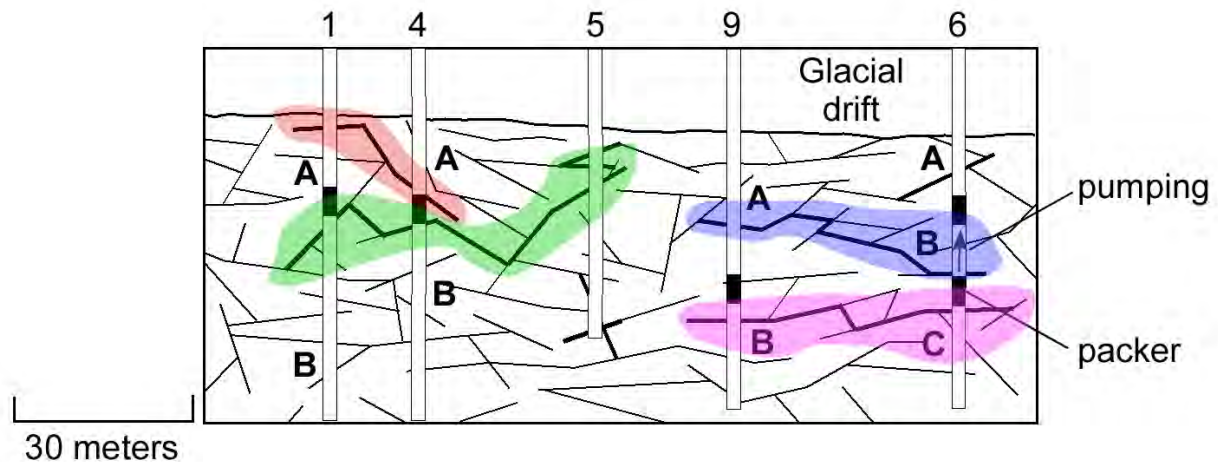 1 4 5 9 6
Glacial
drift
A A A A
pumping
B
B
B C
packer
B
30 meters